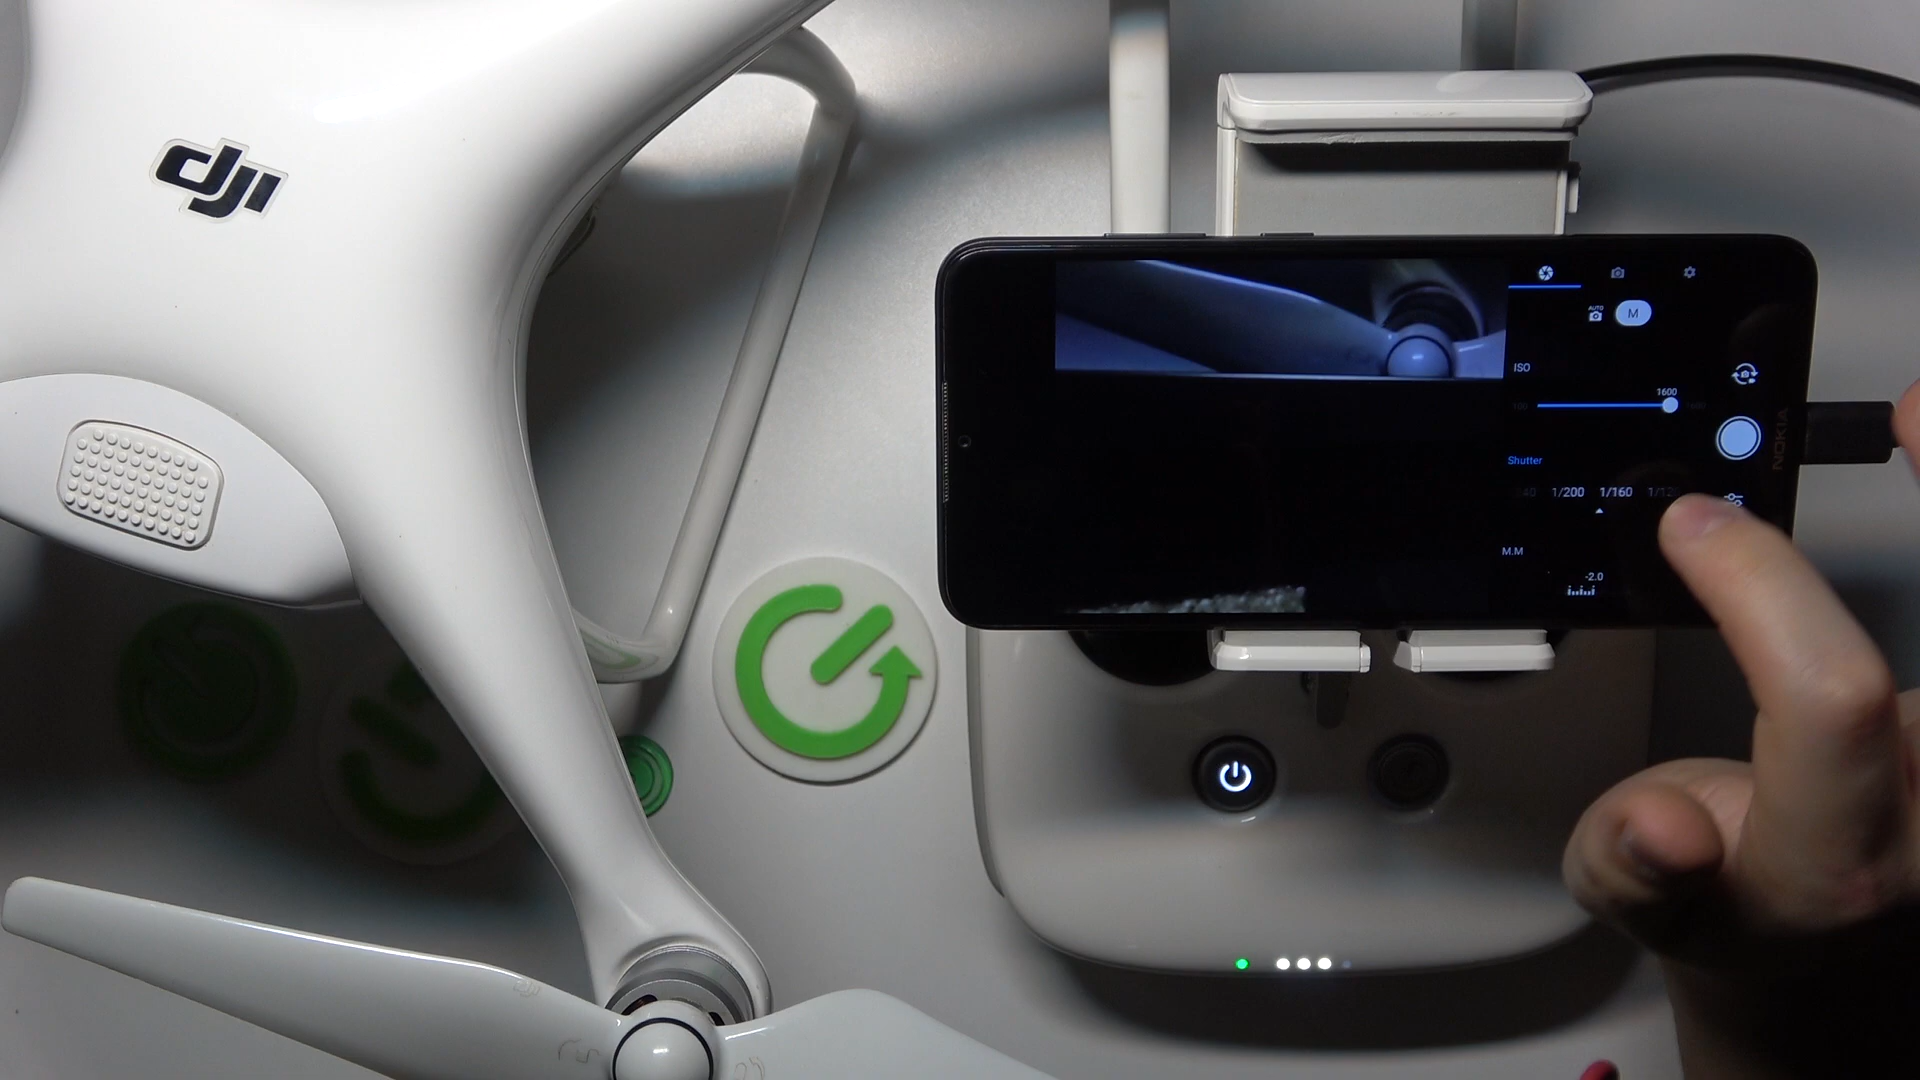 dji
AUTO
M
ISO
1600
Shutter
1/200 1/160
M.M
-2.0
NOKIA